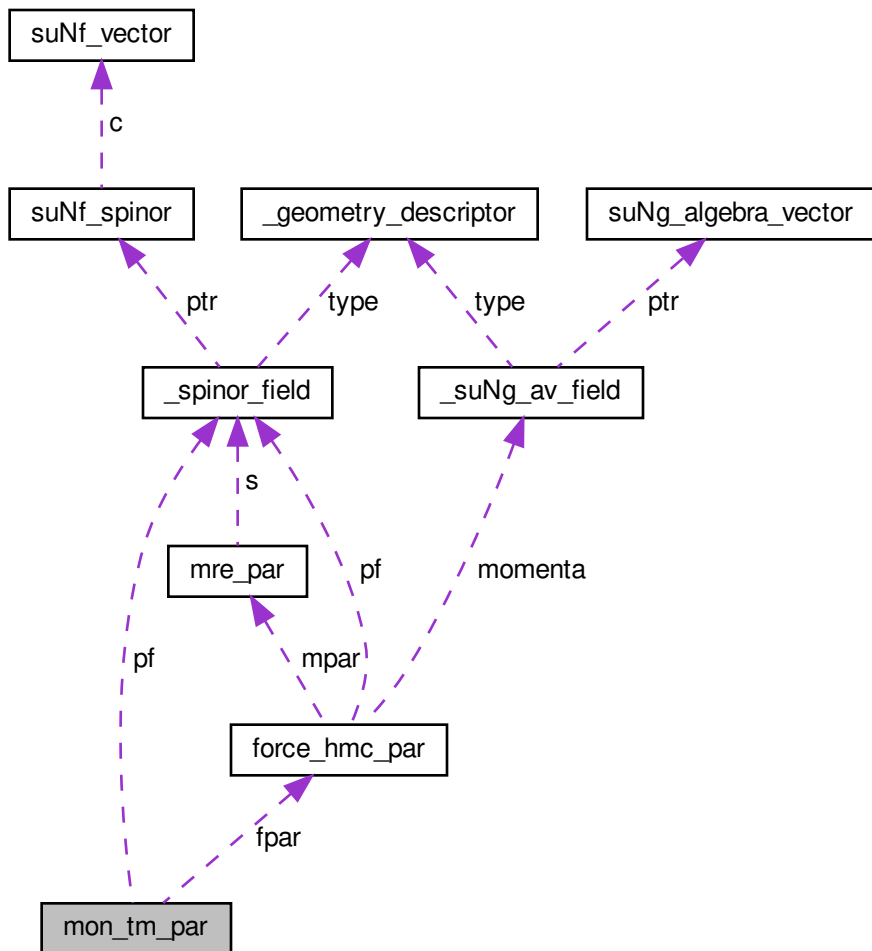 suNf_vector
c
suNf_spinor
_geometry_descriptor
suNg_algebra_vector
ptr
type
type
ptr
_spinor_field
_suNg_av_field
s
mre_par
pf
momenta
pf
mpar
force_hmc_par
fpar
mon_tm_par